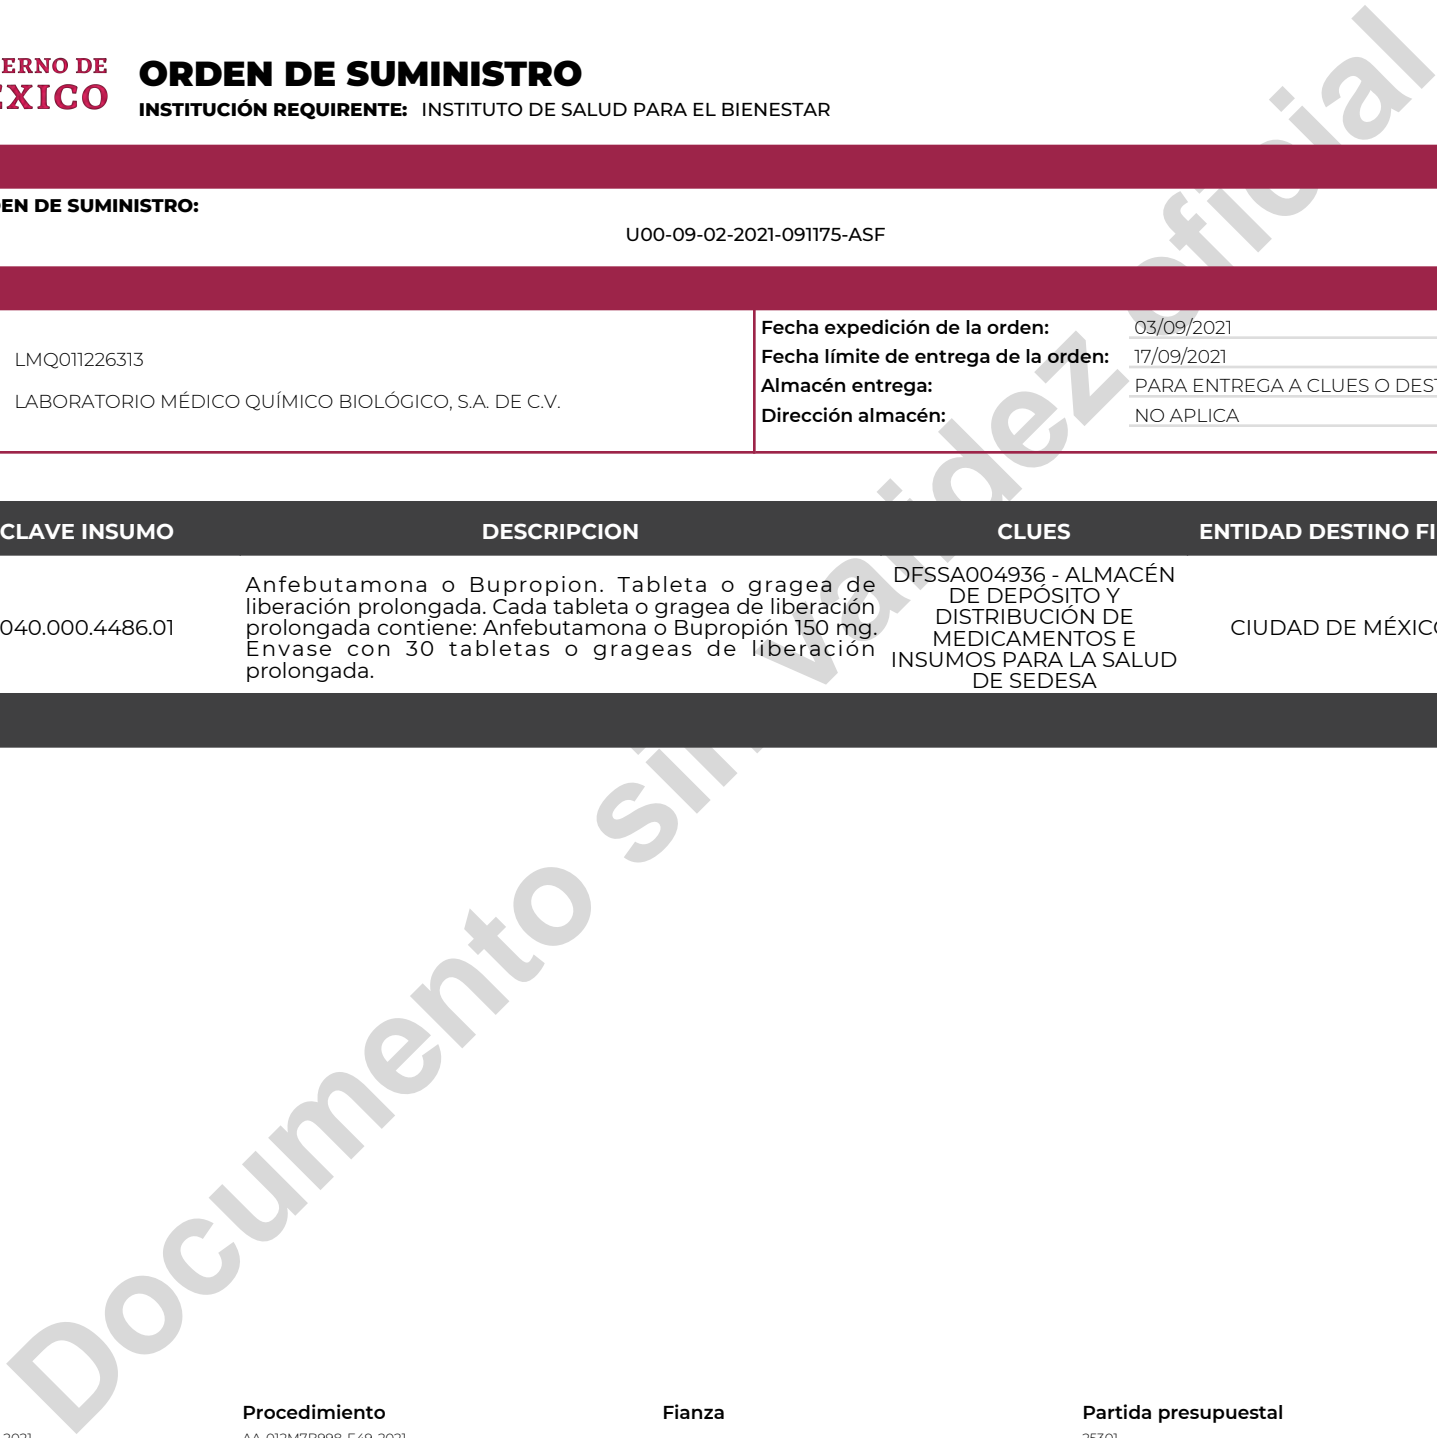 ERNO DE
ÉXICO
ORDEN DE SUMINISTRO
INSTITUCIÓN REQUIRENTE: INSTITUTO DE SALUD PARA EL BIENESTAR
EN DE SUMINISTRO:
U00-09-02-2021-091175-ASF
LMQ011226313
LABORATORIO MÉDICO QUÍMICO BIOLÓGICO, S.A. DE C.V.
Fecha expedición de la orden: 03/09/2021
Fecha límite de entrega de la orden: 17/09/2021
Almacén entrega: PARA ENTREGA A CLUES O DEST
Dirección almacén: NO APLICA
CLAVE INSUMO DESCRIPCION CLUES ENTIDAD DESTINO FI
040.000.4486.01
Anfebutamona o Bupropion. Tableta o gragea de
liberación prolongada. Cada tableta o gragea de liberación
prolongada contiene: Anfebutamona o Bupropión 150 mg.
Envase con 30 tabletas o grageas de liberación
prolongada.
DFSSA004936 - ALMACÉN
DE DEPÓSITO Y
DISTRIBUCIÓN DE
MEDICAMENTOS E
INSUMOS PARA LA SALUD
DE SEDESA
CIUDAD DE MÉXICO
Documento sin validez oficial
Procedimiento Fianza Partida presupuestal